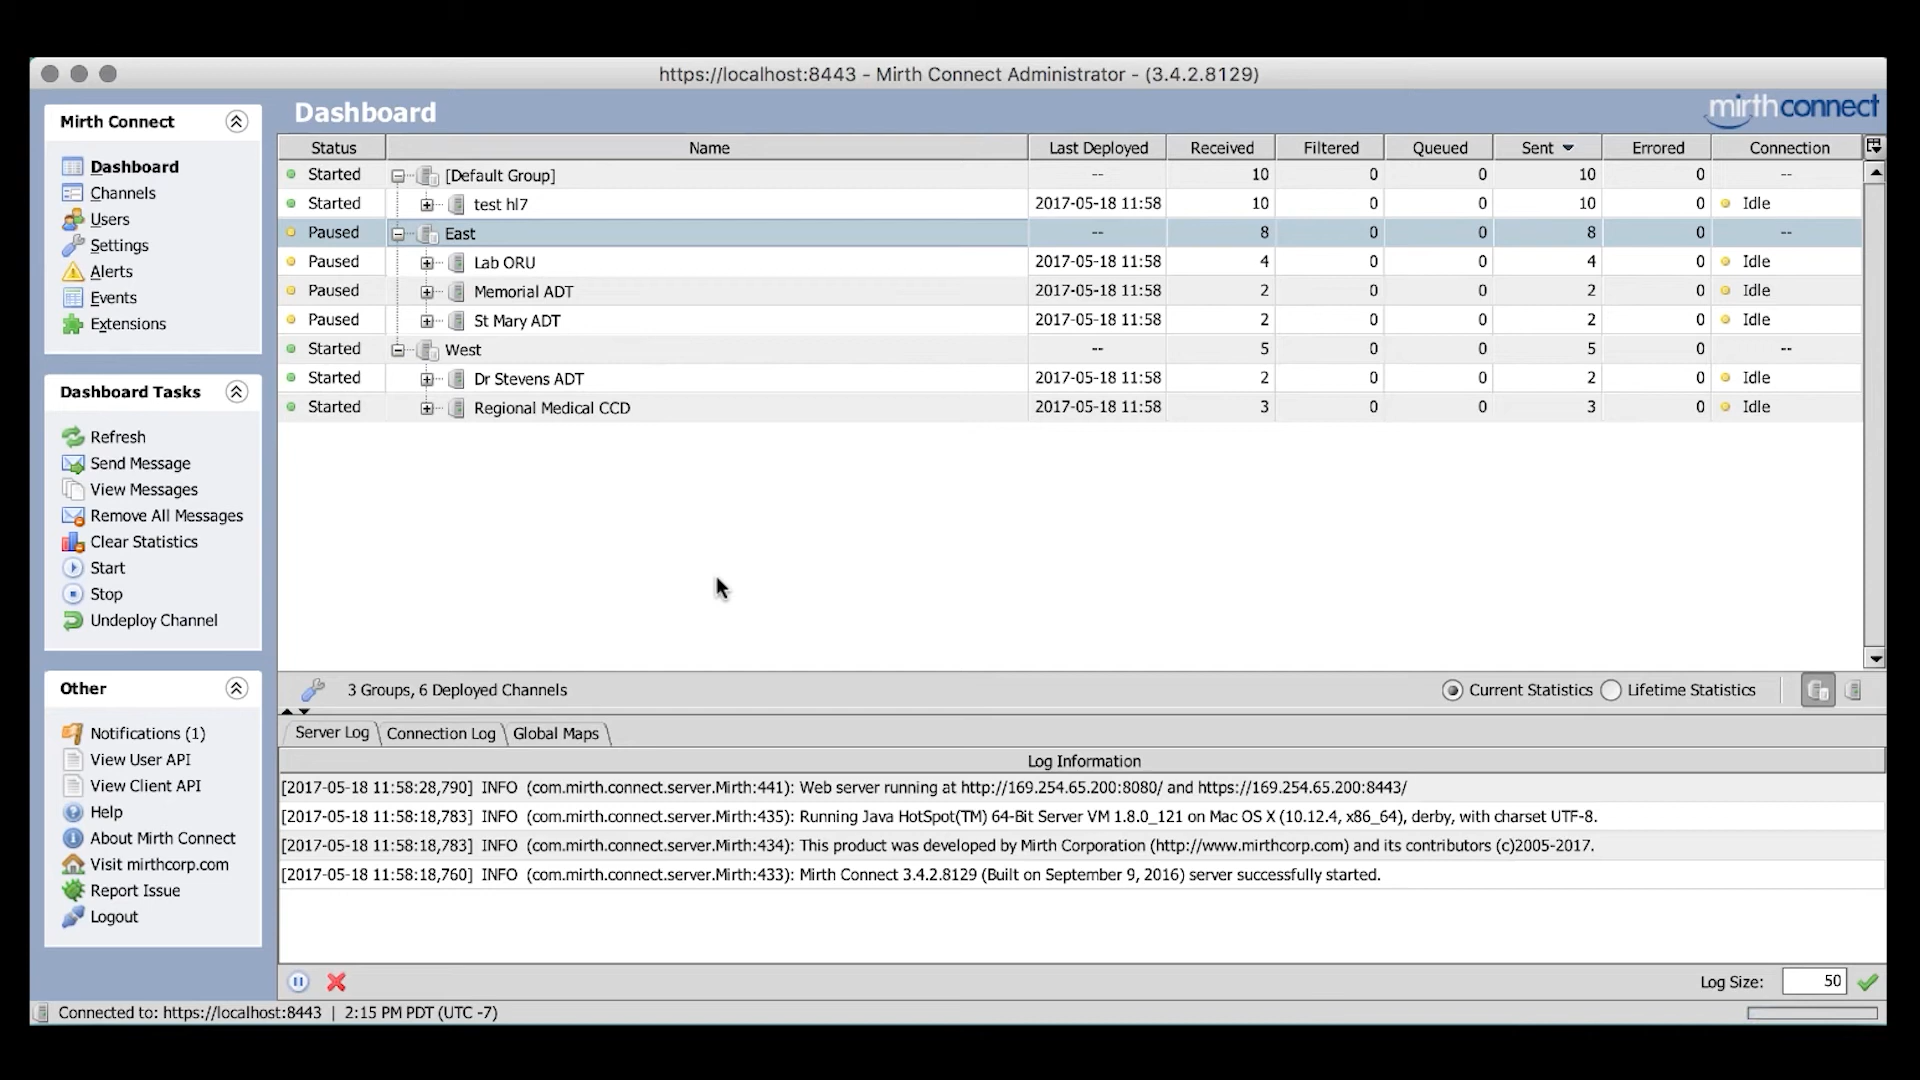 https://localhost:8443 - Mirth Connect Administrator - (3.4.2.8129)
Mirth Connect
Dashboard
Channels
Users
Settings
Alerts
Events
Extensions
Dashboard Tasks
Refresh
Send Message
View Messages
Remove All Messages
Clear Statistics
Start
Stop
Undeploy Channel
Other
Notifications (1)
View User API
View Client API
Help
About Mirth Connect
Visit mirthcorp.com
Report Issue
Logout
Dashboard
mirthconnect
Status Name Last Deployed Received Filtered Queued Sent Errored Connection
Started [Default Group] -- 10 0 0 10 0 --
Started test hl7 2017-05-18 11:58 10 0 0 10 0 Idle
Paused East -- 8 0 0 8 0 --
Paused Lab ORU 2017-05-18 11:58 4 0 0 4 0 Idle
Paused Memorial ADT 2017-05-18 11:58 2 0 0 2 0 Idle
Paused St Mary ADT 2017-05-18 11:58 2 0 0 2 0 Idle
Started West -- 5 0 0 5 0 --
Started Dr Stevens ADT 2017-05-18 11:58 2 0 0 2 0 Idle
Started Regional Medical CCD 2017-05-18 11:58 3 0 0 3 0 Idle
3 Groups, 6 Deployed Channels Current Statistics Lifetime Statistics
Server Log Connection Log Global Maps
Log Information
[2017-05-18 11:58:28,790] INFO (com.mirth.connect.server.Mirth:441): Web server running at http://169.254.65.200:8080/ and https://169.254.65.200:8443/
[2017-05-18 11:58:18,783] INFO (com.mirth.connect.server.Mirth:435): Running Java HotSpot(TM) 64-Bit Server VM 1.8.0_121 on Mac OS X (10.12.4, x86_64), derby, with charset UTF-8.
[2017-05-18 11:58:18,783] INFO (com.mirth.connect.server.Mirth:434): This product was developed by Mirth Corporation (http://www.mirthcorp.com) and its contributors (c)2005-2017.
[2017-05-18 11:58:18,760] INFO (com.mirth.connect.server.Mirth:433): Mirth Connect 3.4.2.8129 (Built on September 9, 2016) server successfully started.
Log Size: 50
Connected to: https://localhost:8443 | 2:15 PM PDT (UTC -7)